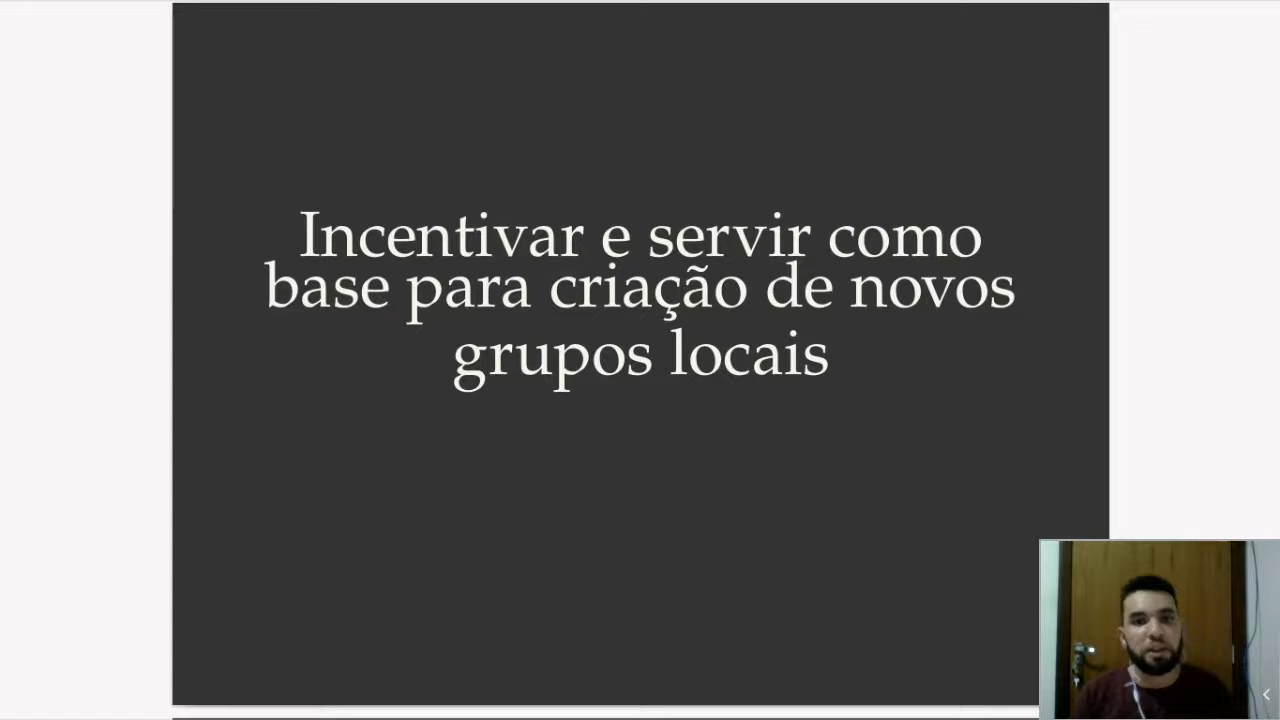 Incentivar e servir como
base para criação de novos
grupos locais